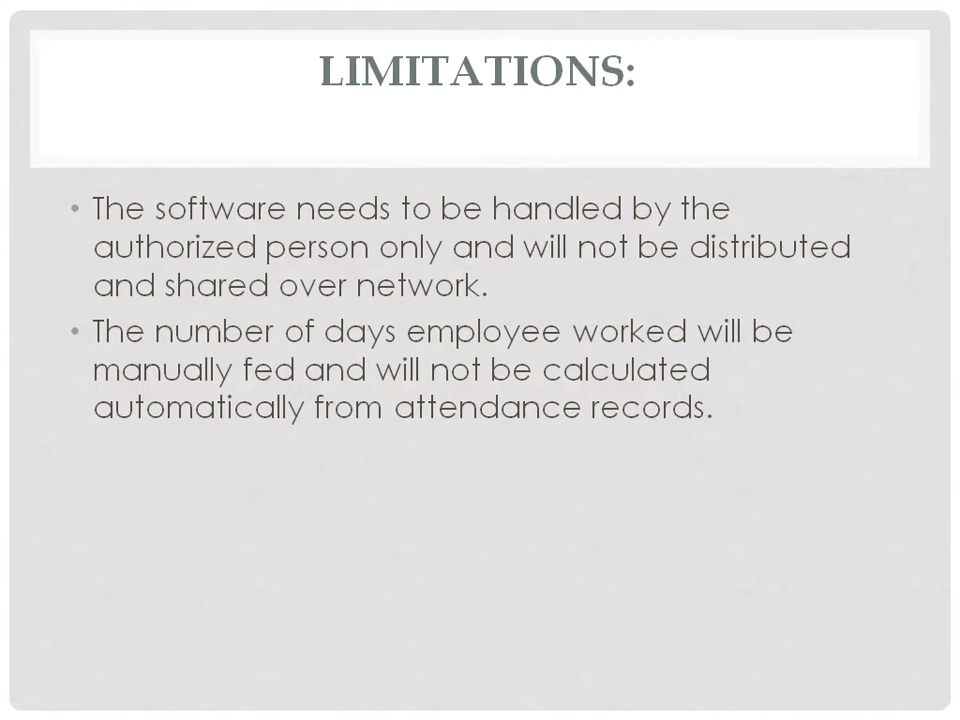 LIMITATIONS:
• The software needs to be handled by the
authorized person only and will not be distributed
and shared over network.
• The number of days employee worked will be
manually fed and will not be calculated
automatically from attendance records.